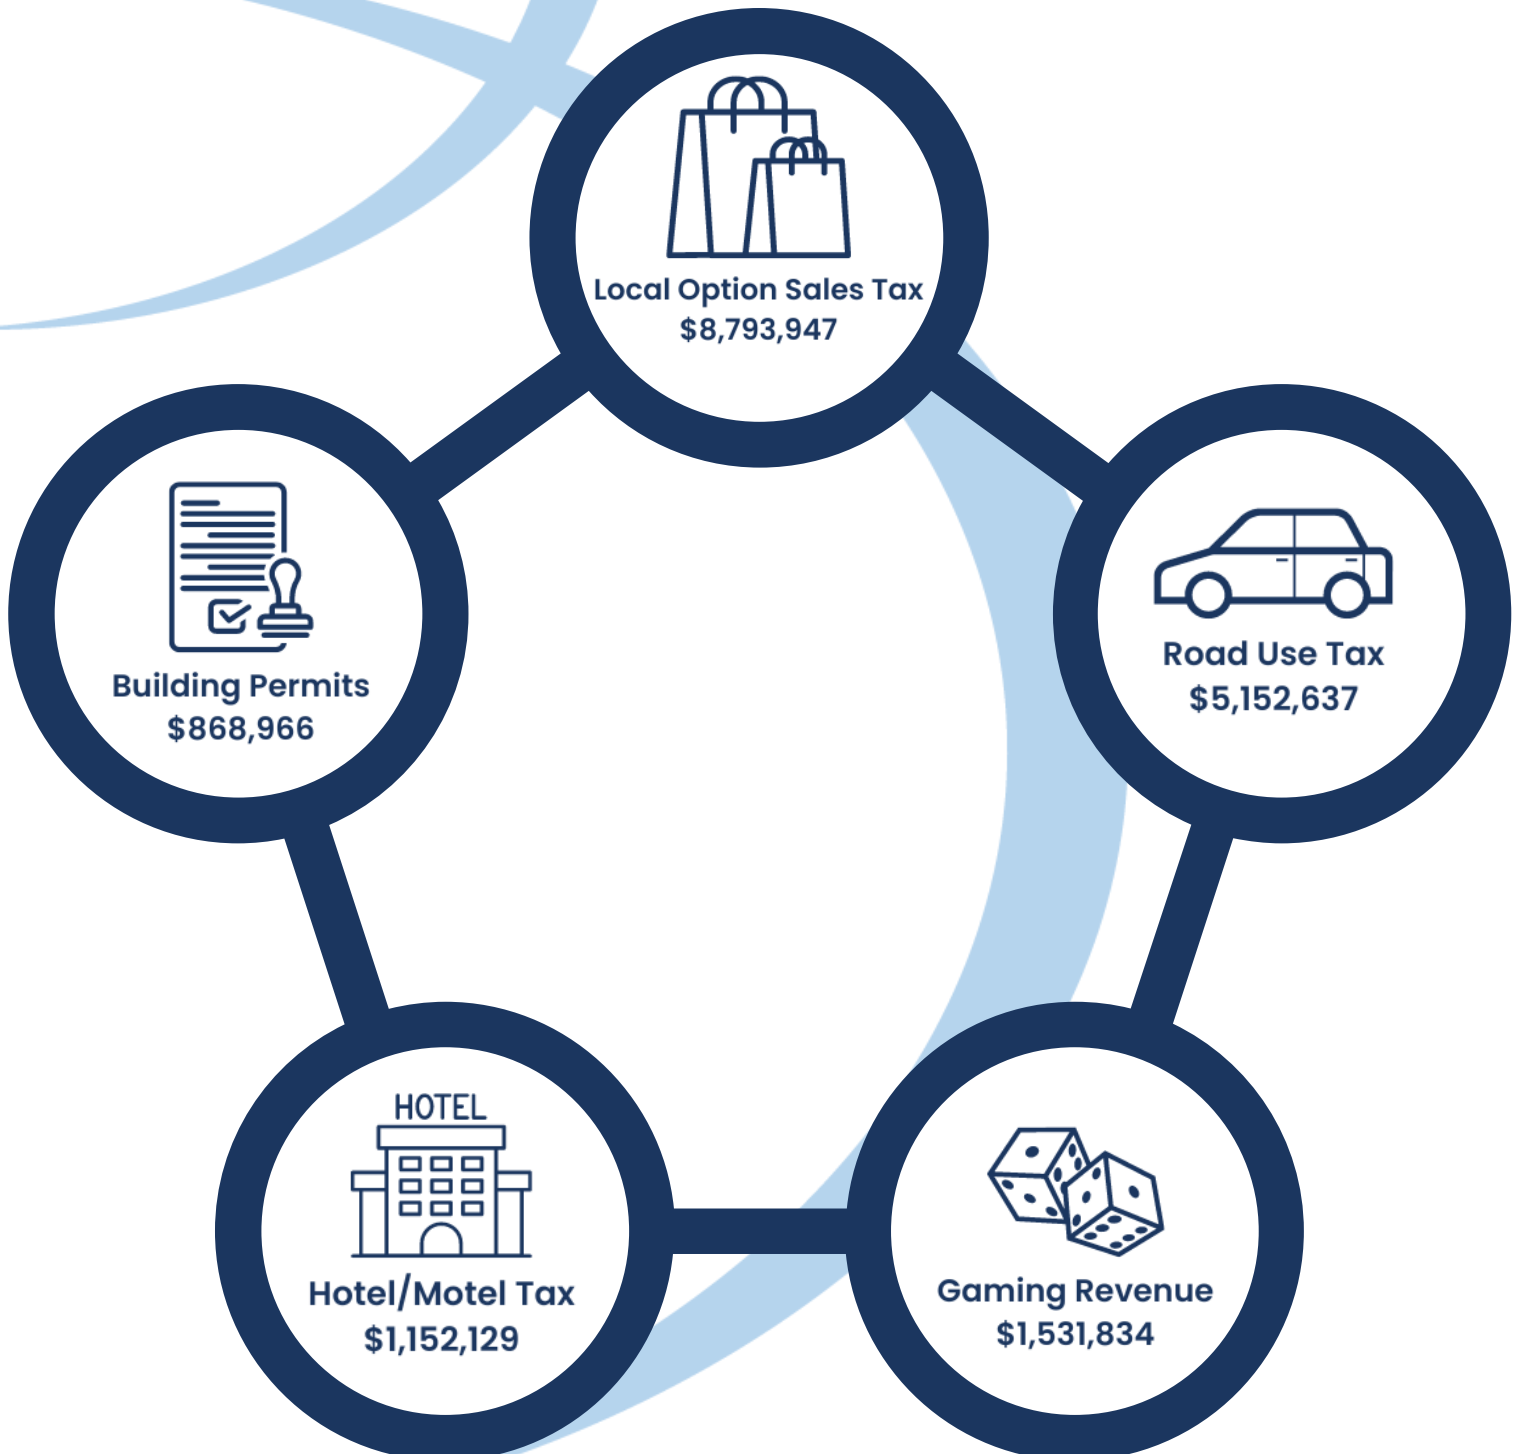 Local Option Sales Tax
$8,793,947
Building Permits
$868,966
Road Use Tax
$5,152,637
HOTEL
Hotel/Motel Tax
$1,152,129
Gaming Revenue
$1,531,834